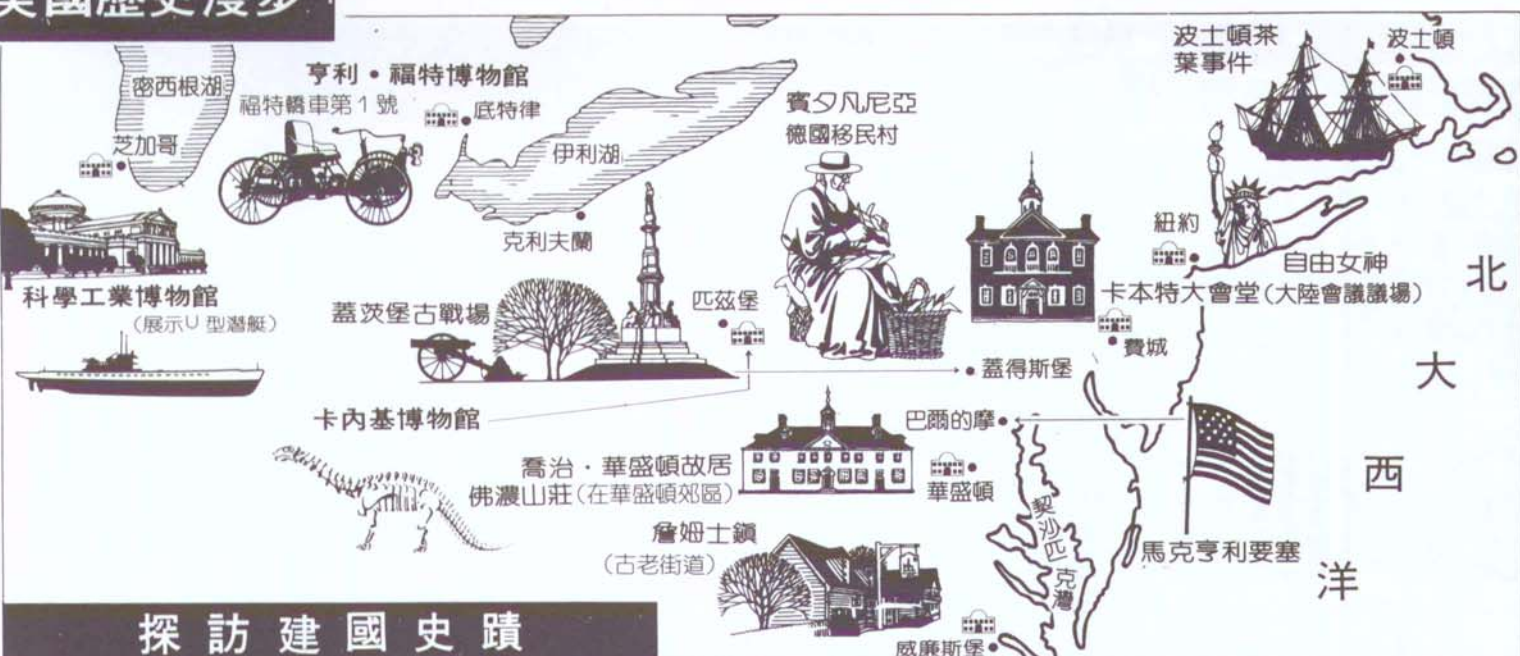 美國歷史漫步
密西根湖
芝加哥
亨利・福特博物館
福特轎車第1號
底特律
伊利湖
克利夫蘭
賓夕凡尼亞
德國移民村
波士頓茶
葉事件
波士頓
紐約
自由女神
卡本特大會堂(大陸會議議場)
費城
科學工業博物館
(展示U型潛艇)
蓋茨堡古戰場
匹茲堡
蓋得斯堡
卡內基博物館
巴爾的摩
喬治・華盛頓故居
佛濃山莊(在華盛頓郊區)
華盛頓
詹姆士鎮
(古老街道)
契沙匹克灣
馬克亨利要塞
威廉斯堡
北大西洋
探訪建國史蹟